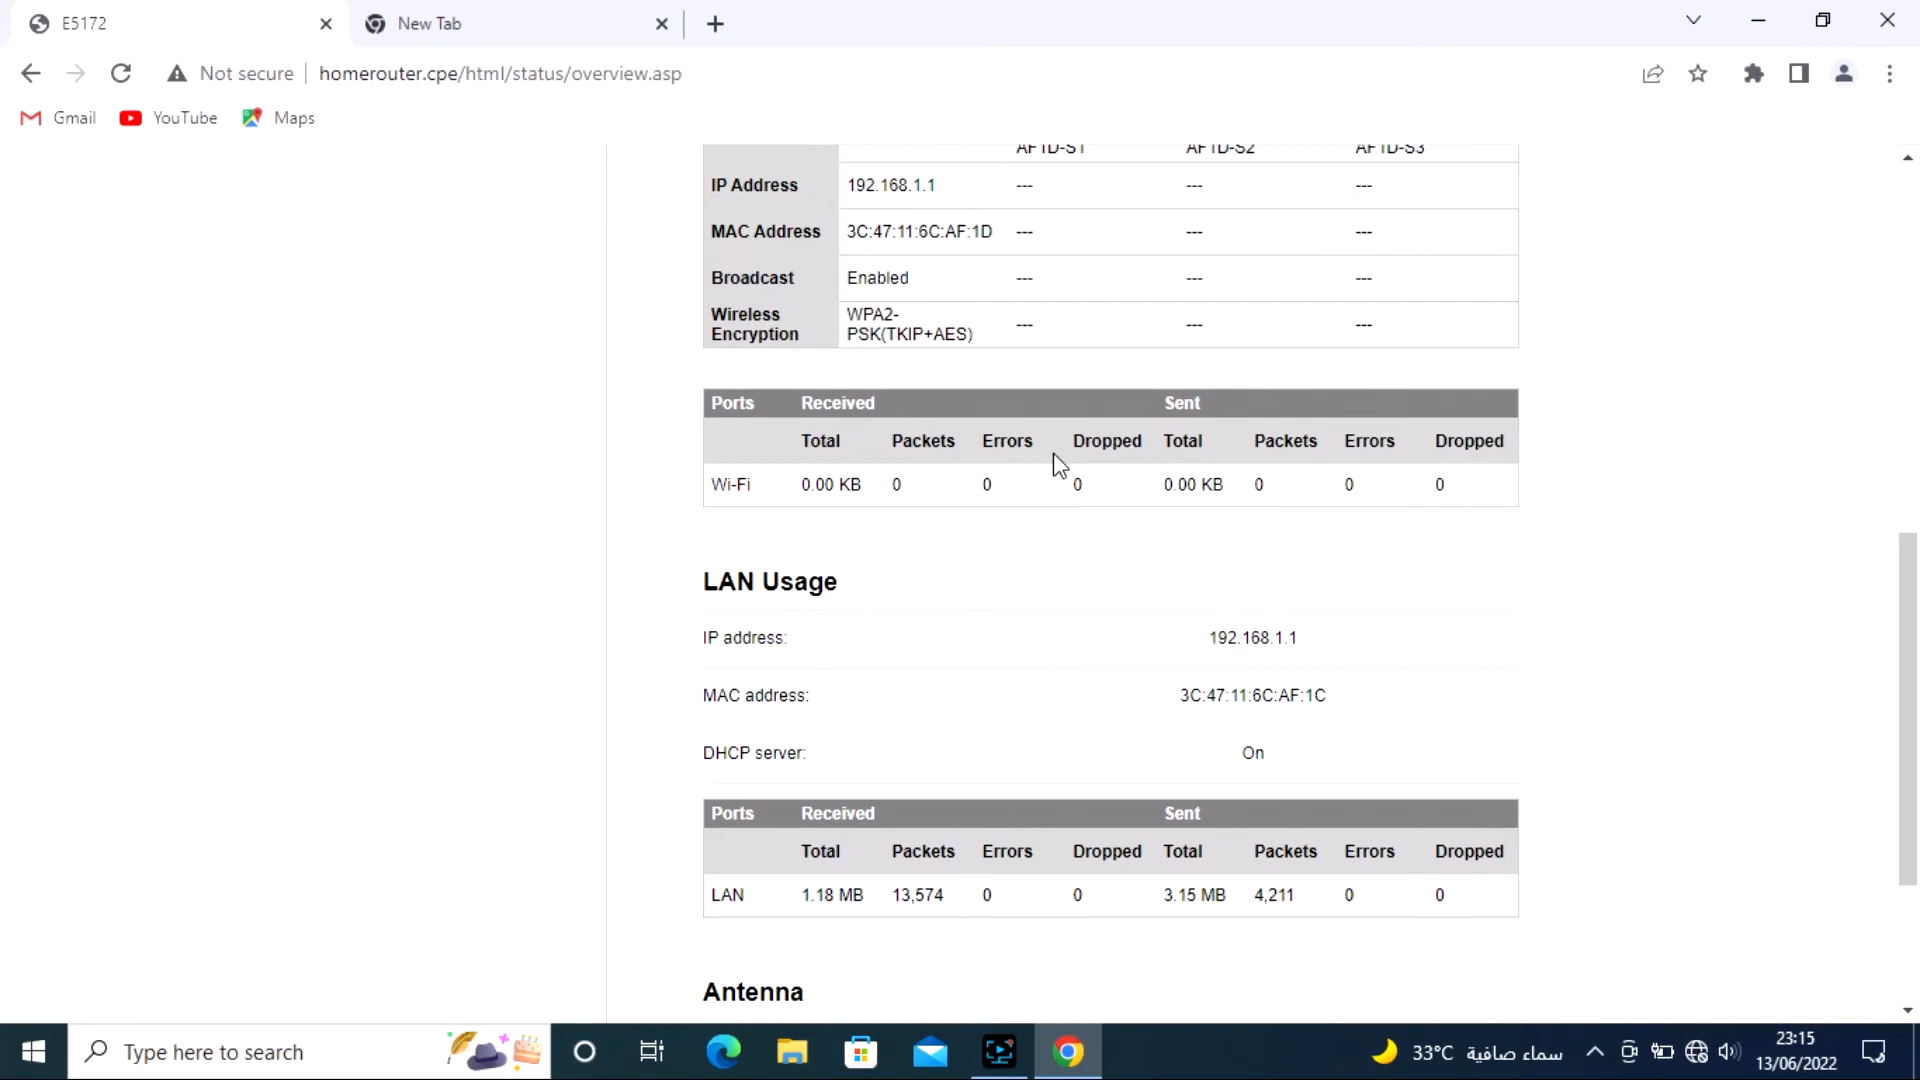 E5172
New Tab
Not secure homerouter.cpe/html/status/overview.asp
Gmail YouTube Maps
AF1D-S1 AF1D-S2 AF1D-S3
IP Address 192.168.1.1 --- --- ---
MAC Address 3C:47:11:6C:AF:1D --- --- ---
Broadcast Enabled --- --- ---
Wireless Encryption WPA2-PSK(TKIP+AES) --- --- ---
Ports Received Sent
Total Packets Errors Dropped Total Packets Errors Dropped
Wi-Fi 0.00 KB 0 0 0 0.00 KB 0 0 0
LAN Usage
IP address: 192.168.1.1
MAC address: 3C:47:11:6C:AF:1C
DHCP server: On
Ports Received Sent
Total Packets Errors Dropped Total Packets Errors Dropped
LAN 1.18 MB 13,574 0 0 3.15 MB 4,211 0 0
Antenna
Type here to search
33°C سماء صافية
23:15
13/06/2022